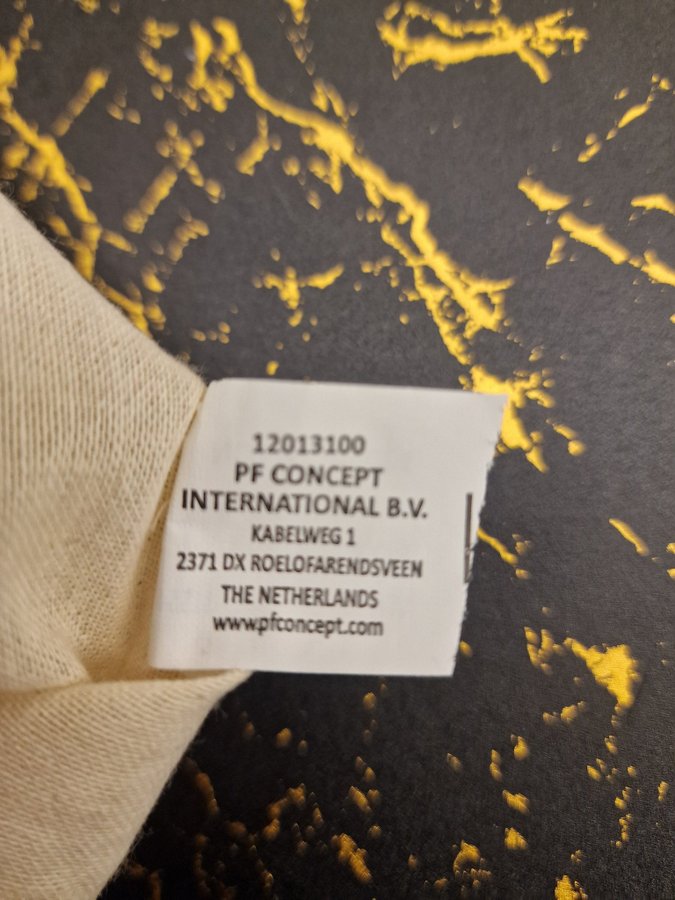 12013100
PF CONCEPT
INTERNATIONAL B.V.
KABELWEG 1
2371 DX ROELOFARENDSVEEN
THE NETHERLANDS
www.pfconcept.com